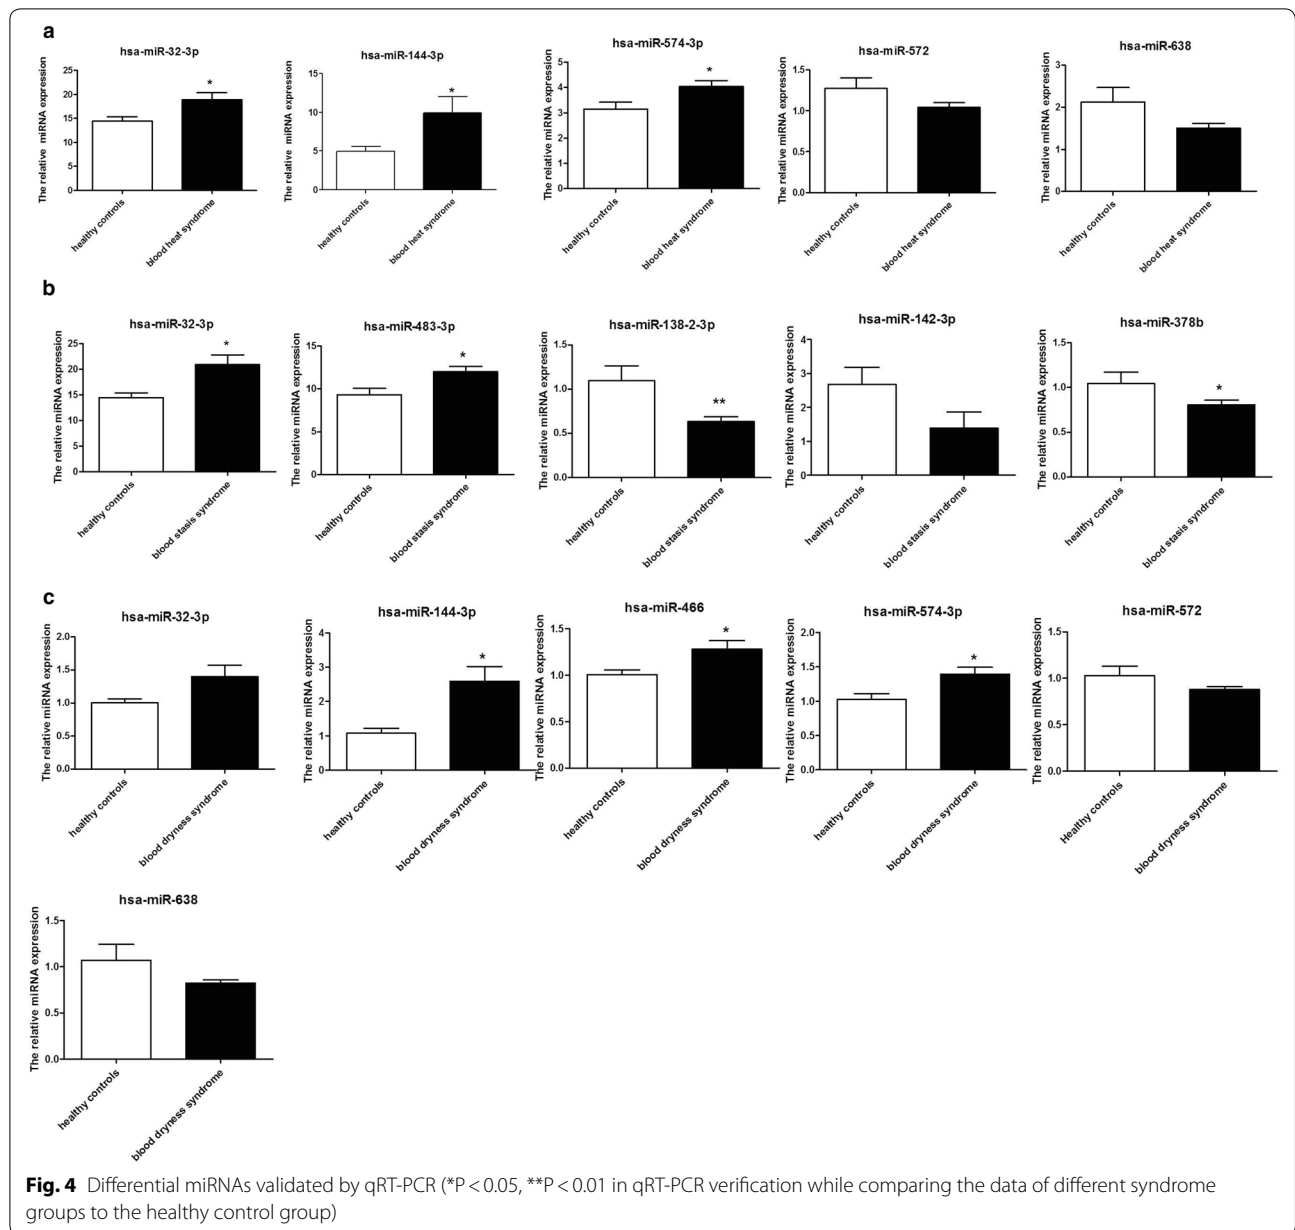 a
hsa-miR-32-3p
The relative miRNA expression
25
20
15
10
5
0
*
healthy controls
blood heat syndrome
hsa-miR-144-3p
The relative miRNA expression
15
10
5
0
*
healthy controls
blood heat syndrome
hsa-miR-574-3p
The relative miRNA expression
5
4
3
2
1
0
*
healthy controls
blood heat syndrome
hsa-miR-572
The relative miRNA expression
1.5
1.0
0.5
0.0
healthy controls
blood heat syndrome
hsa-miR-638
The relative miRNA expression
3
2
1
0
healthy controls
blood heat syndrome
b
hsa-miR-32-3p
The relative miRNA expression
25
20
15
10
5
0
*
healthy controls
blood stasis syndrome
hsa-miR-483-3p
The relative miRNA expression
15
10
5
0
*
healthy controls
blood stasis syndrome
hsa-miR-138-2-3p
The relative miRNA expression
1.5
1.0
0.5
0.0
**
healthy controls
blood stasis syndrome
hsa-miR-142-3p
The relative miRNA expression
4
3
2
1
0
healthy controls
blood stasis syndrome
hsa-miR-378b
The relative miRNA expression
1.5
1.0
0.5
0.0
*
healthy controls
blood stasis syndrome
c
hsa-miR-32-3p
The relative miRNA expression
2.0
1.5
1.0
0.5
0.0
healthy controls
blood dryness syndrome
hsa-miR-144-3p
The relative miRNA expression
4
3
2
1
0
*
healthy controls
blood dryness syndrome
hsa-miR-466
The relative miRNA expression
1.5
1.0
0.5
0.0
*
healthy controls
blood dryness syndrome
hsa-miR-574-3p
The relative miRNA expression
2.0
1.5
1.0
0.5
0.0
*
healthy controls
blood dryness syndrome
hsa-miR-572
The relative miRNA expression
1.5
1.0
0.5
0.0
Healthy controls
blood dryness syndrome
hsa-miR-638
The relative miRNA expression
1.5
1.0
0.5
0.0
healthy controls
blood dryness syndrome
Fig. 4 Differential miRNAs validated by qRT-PCR (*P < 0.05, **P < 0.01 in qRT-PCR verification while comparing the data of different syndrome
groups to the healthy control group)